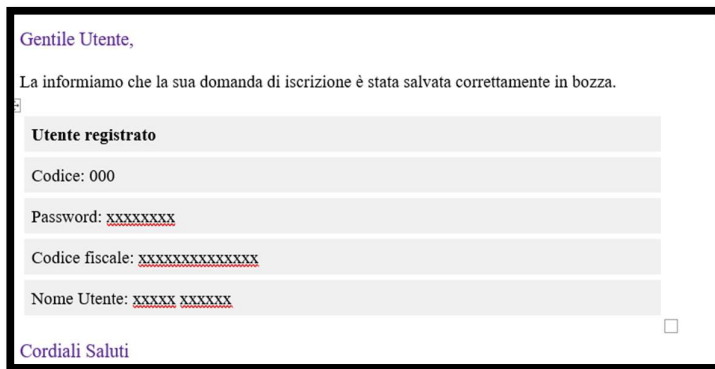 Gentile Utente,
La informiamo che la sua domanda di iscrizione è stata salvata correttamente in bozza.
Utente registrato
Codice: 000
Password: xxxxxxxx
Codice fiscale: xxxxxxxxxxxxxx
Nome Utente: xxxxx xxxxxx
Cordiali Saluti